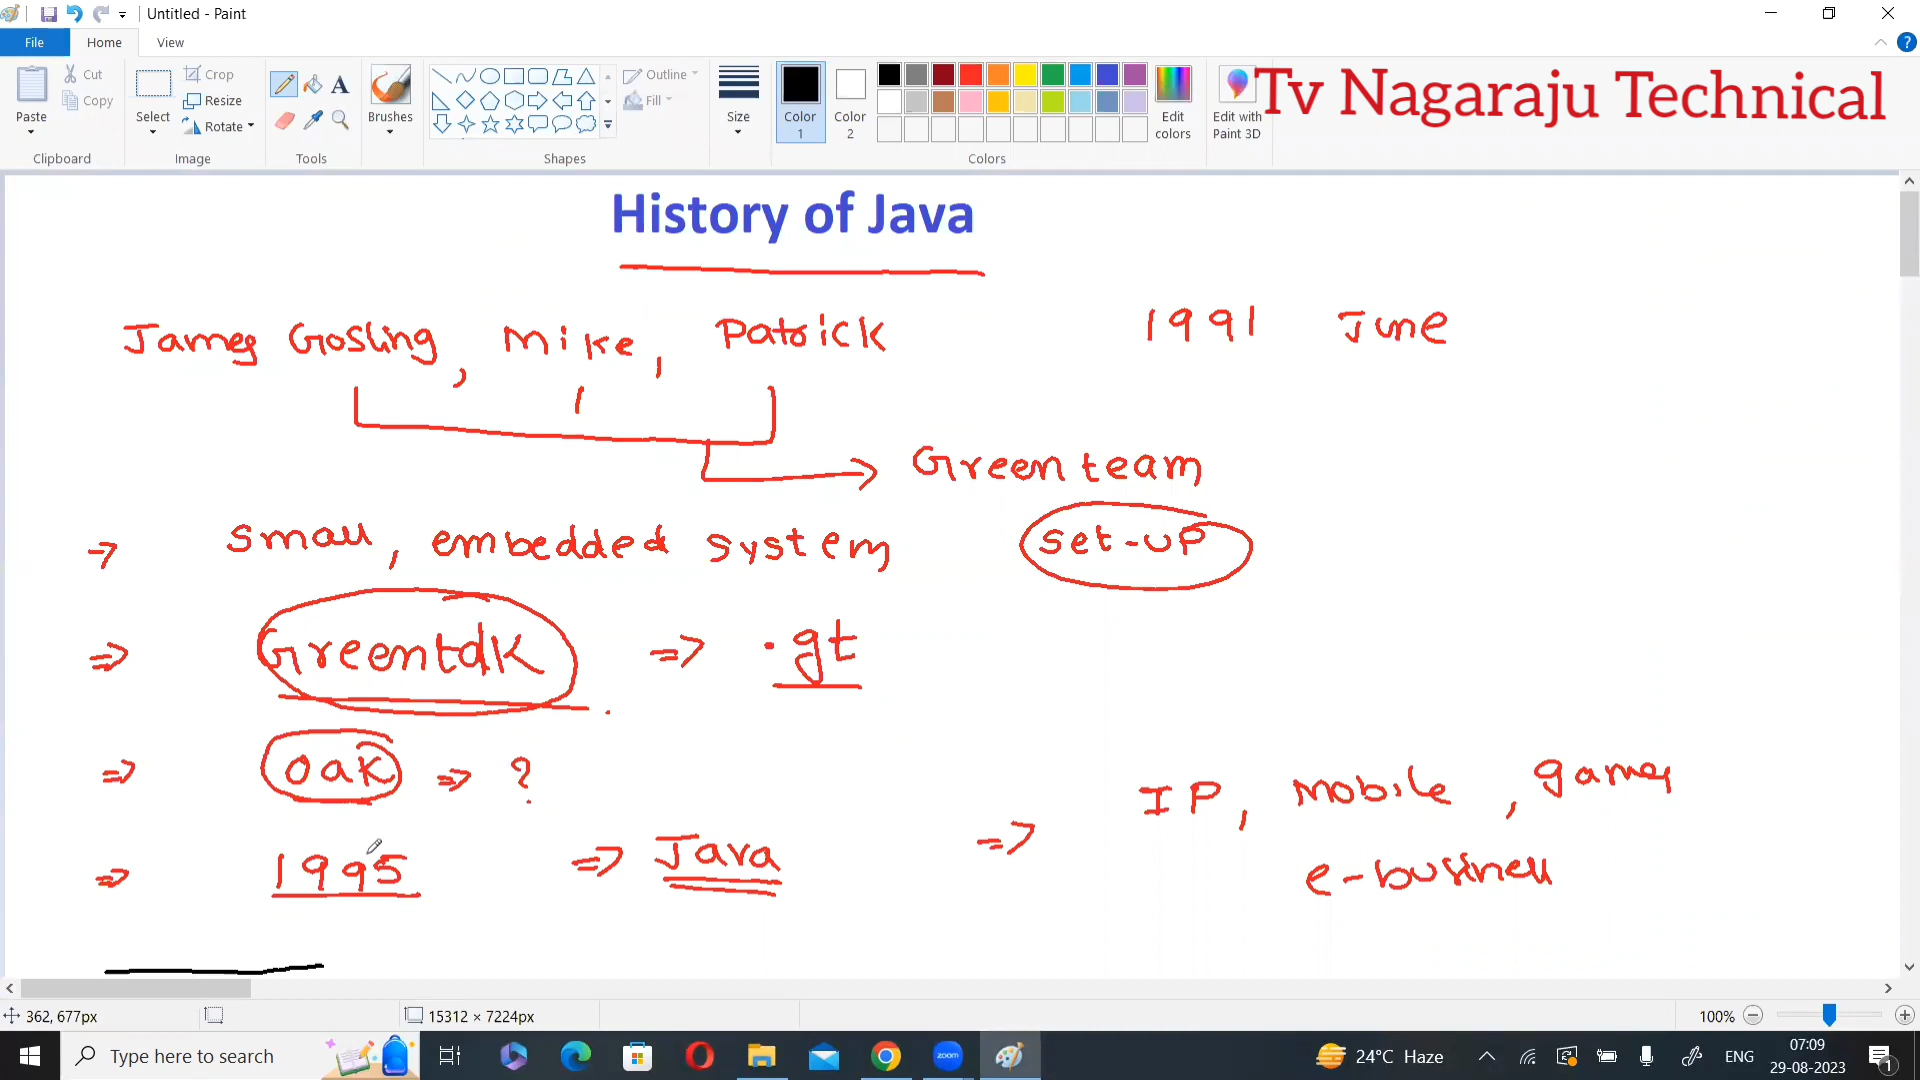 Untitled - Paint
File Home View
Cut
Copy
Paste
Clipboard
Crop
Resize
Rotate
Select
Image
Tools
Brushes
Outline
Fill
Shapes
Size
Color 1
Color 2
Edit colors
Edit with Paint 3D
Colors
Tv Nagaraju Technical
History of Java
James Gosling, Mike, Patrick 1991 June
Green team
=> Small, embedded system set-up
=> Greentalk => .gt
=> oak => ?
=> IP, mobile, games
=> 1995 => Java
e-business
362, 677px 15312 × 7224px 100%
Type here to search zoom 24°C Haze ENG 07:09
29-08-2023
1